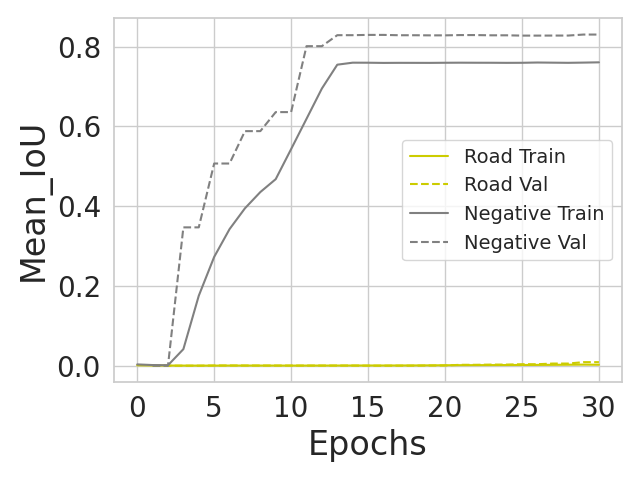 Mean_IoU
0.8
0.6
0.4
0.2
0.0
Road Train
Road Val
Negative Train
Negative Val
0 5 10 15 20 25 30
Epochs